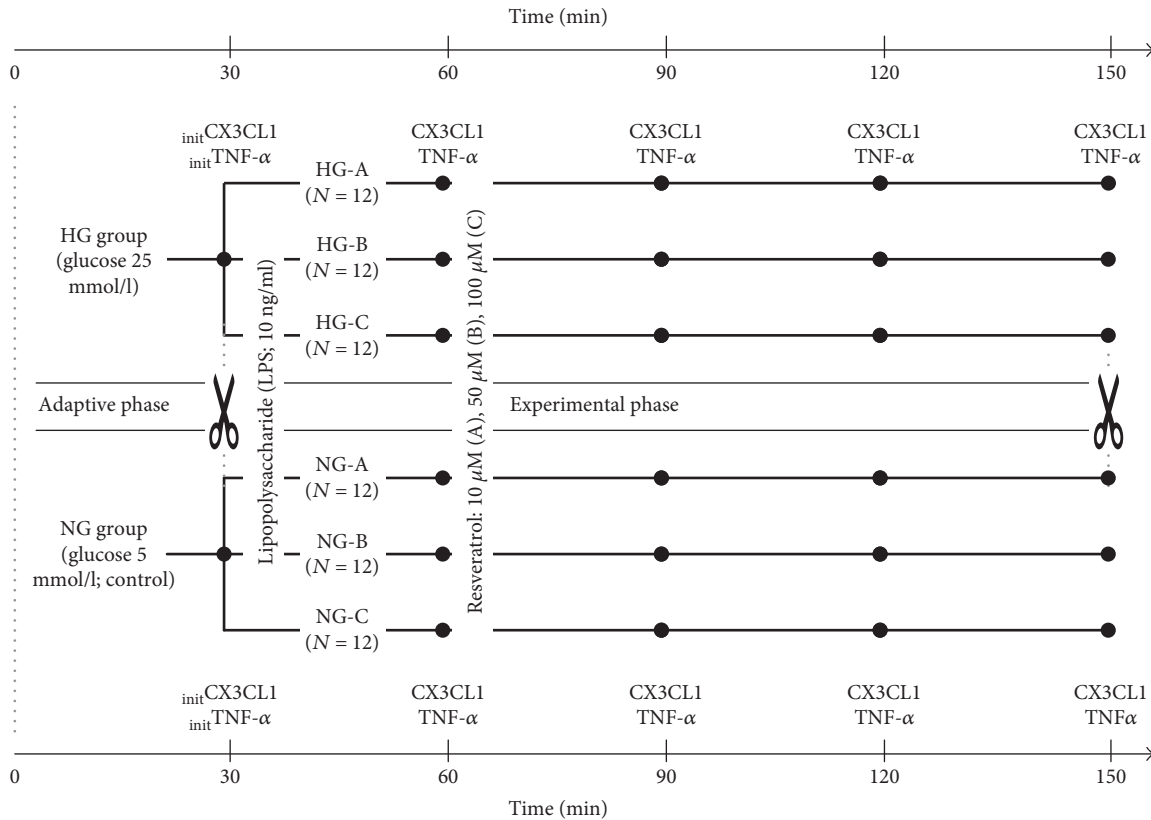 Time (min)
0 30 60 90 120 150
initCX3CL1 CX3CL1 CX3CL1 CX3CL1 CX3CL1
initTNF-α TNF-α TNF-α TNF-α TNF-α
HG-A
(N = 12)
HG group
(glucose 25
mmol/l)
HG-B
(N = 12)
HG-C
(N = 12)
Lipopolysaccharide (LPS; 10 ng/ml)
Resveratrol: 10 μM (A), 50 μM (B), 100 μM (C)
Adaptive phase
Experimental phase
NG-A
(N = 12)
NG group
(glucose 5
mmol/l; control)
NG-B
(N = 12)
NG-C
(N = 12)
initCX3CL1 CX3CL1 CX3CL1 CX3CL1 CX3CL1
initTNF-α TNF-α TNF-α TNF-α TNFα
0 30 60 90 120 150
Time (min)